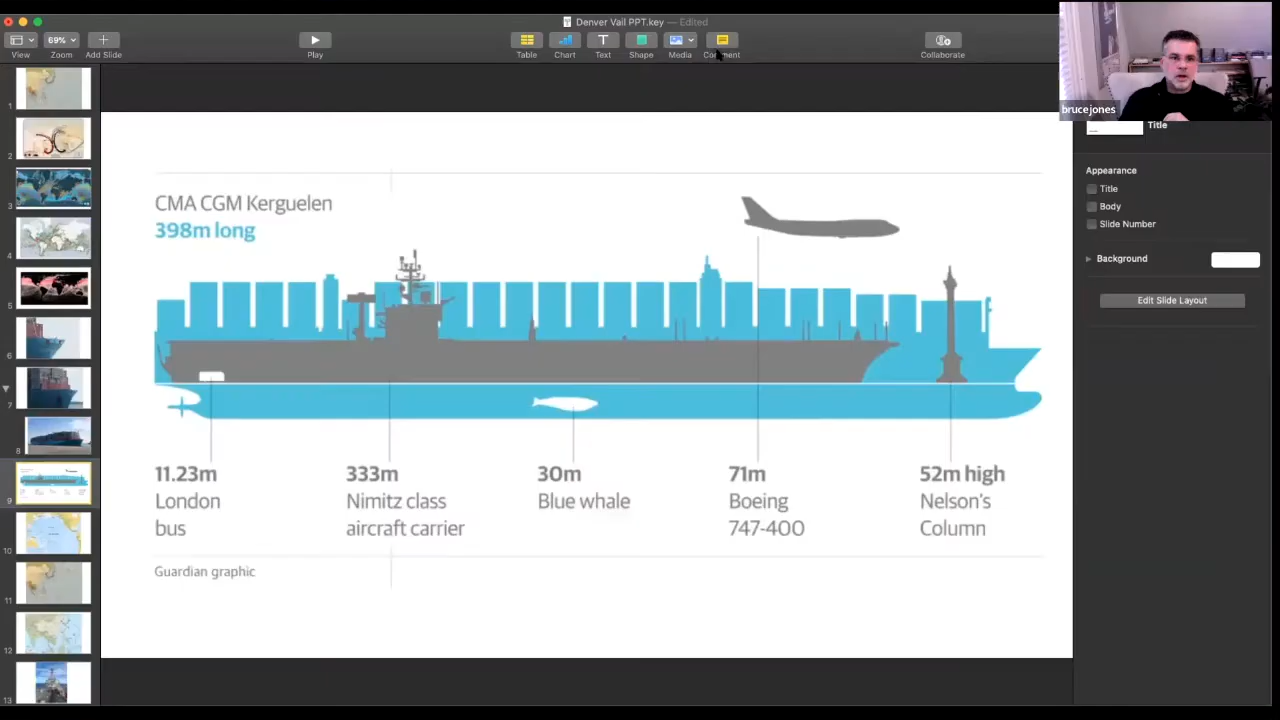 Denver Vail PPT.key — Edited
69%
View
Zoom
Add Slide
Play
Table
Chart
Text
Shape
Media
Comment
Collaborate
brucejones
Title
Appearance
Title
Body
Slide Number
Background
Edit Slide Layout
1
2
3
4
5
6
7
8
9
10
11
12
13
CMA CGM Kerguelen
398m long
11.23m
London
bus
333m
Nimitz class
aircraft carrier
30m
Blue whale
71m
Boeing
747-400
52m high
Nelson's
Column
Guardian graphic